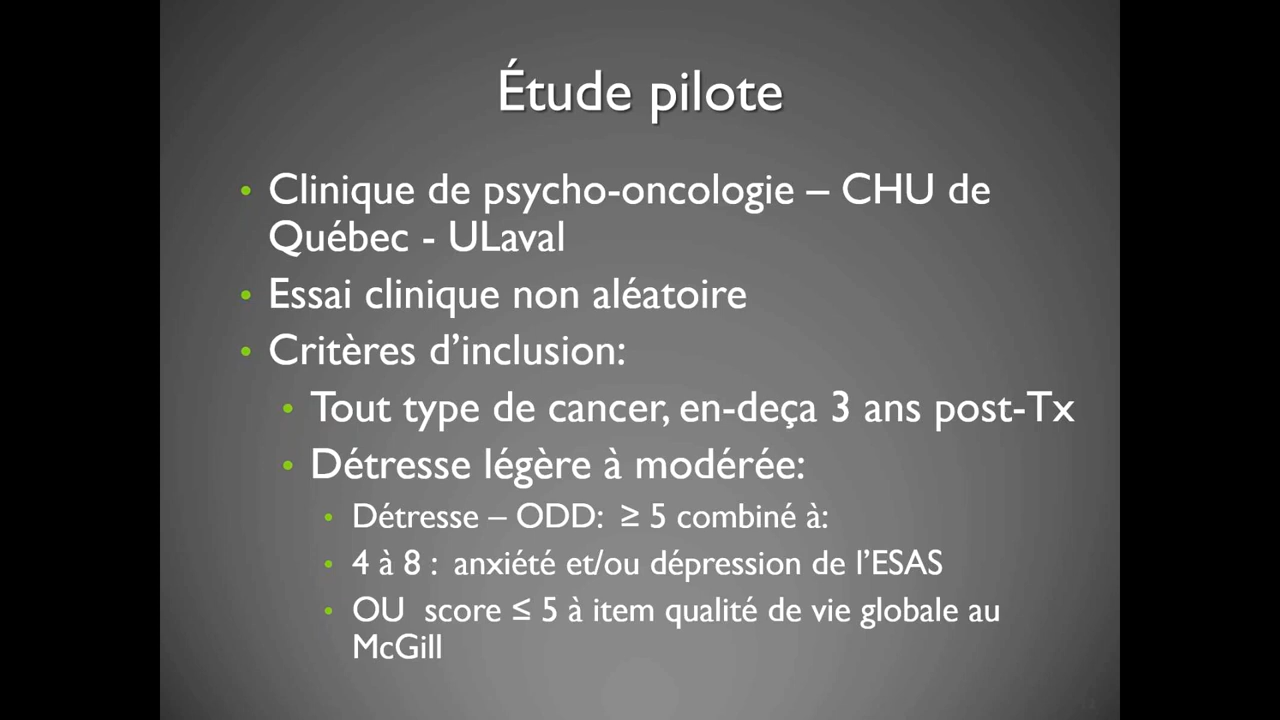 Étude pilote
• Clinique de psycho-oncologie – CHU de
Québec - ULaval
• Essai clinique non aléatoire
• Critères d’inclusion:
• Tout type de cancer, en-deça 3 ans post-Tx
• Détresse légère à modérée:
• Détresse – ODD: ≥ 5 combiné à:
• 4 à 8 : anxiété et/ou dépression de l’ESAS
• OU score ≤ 5 à item qualité de vie globale au
McGill